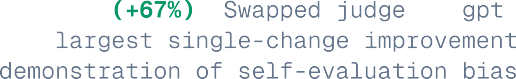 (+67%) Swapped judge gpt
largest single-change improvement
demonstration of self-evaluation bias